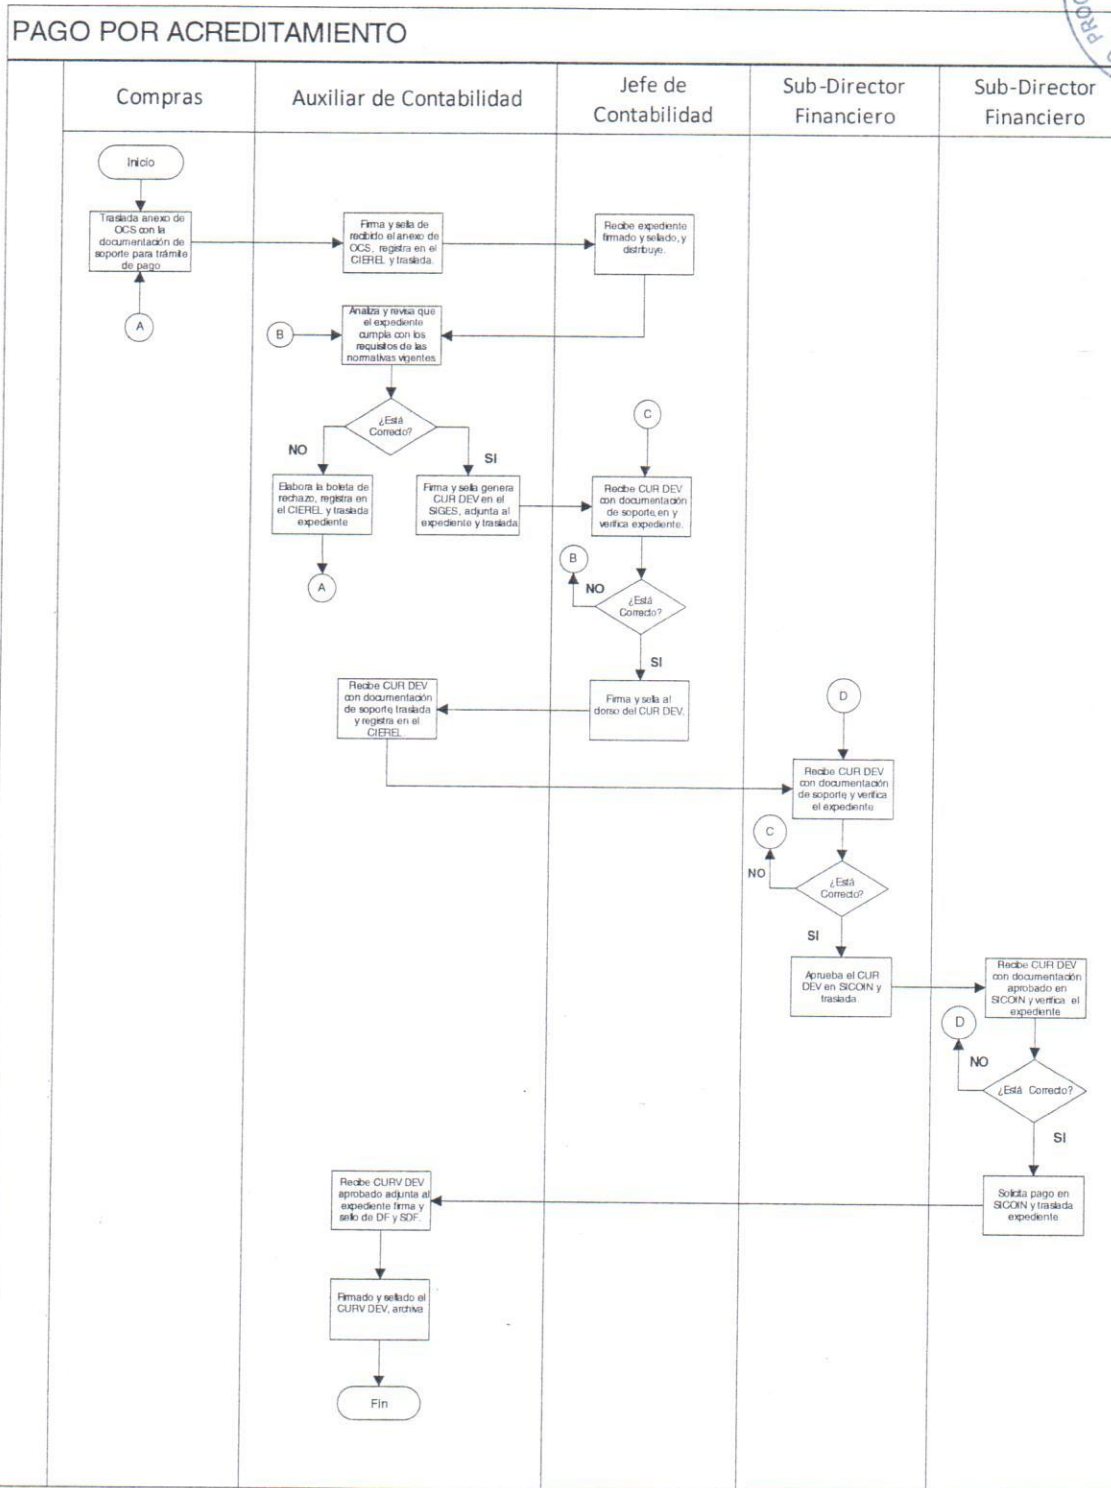 PROC
PAGO POR ACREDITAMIENTO
Compras
Auxiliar de Contabilidad
Jefe de
Contabilidad
Sub-Director
Financiero
Sub-Director
Financiero
Inicio
Traslada anexo de
OCS con la
documentación de
soporte para trámite
de pago
Firma y sella de
recibido el anexo de
OCS, registra en el
CIEREL y traslada.
Recibe expediente
firmado y sellado, y
distribuye.
A
B
Analiza y revisa que
el expediente
cumpla con los
requisitos de las
normativas vigentes
¿Está
Correcto?
NO
SI
C
Elabora la boleta de
rechazo, registra en
el CIEREL y traslada
expediente
Firma y sella genera
CUR DEV en el
SIGES, adjunta al
expediente y traslada
Recibe CUR DEV
con documentación
de soporte, en y
verifica expediente.
A
B
NO
¿Está
Correcto?
SI
Recibe CUR DEV
con documentación
de soporte traslada
y registra en el
CIEREL
Firma y sella al
dorso del CUR DEV.
D
Recibe CUR DEV
con documentación
de soporte y verifica
el expediente
C
NO
¿Está
Correcto?
SI
Aprueba el CUR
DEV en SICOIN y
traslada.
Recibe CUR DEV
con documentación
aprobado en
SICOIN y verifica el
expediente
D
NO
¿Está Correcto?
SI
Recibe CURV DEV
aprobado adjunta al
expediente firma y
sello de DF y SDF.
Solicita pago en
SICOIN y traslada
expediente
Firmado y sellado el
CURV DEV, archiva
Fin